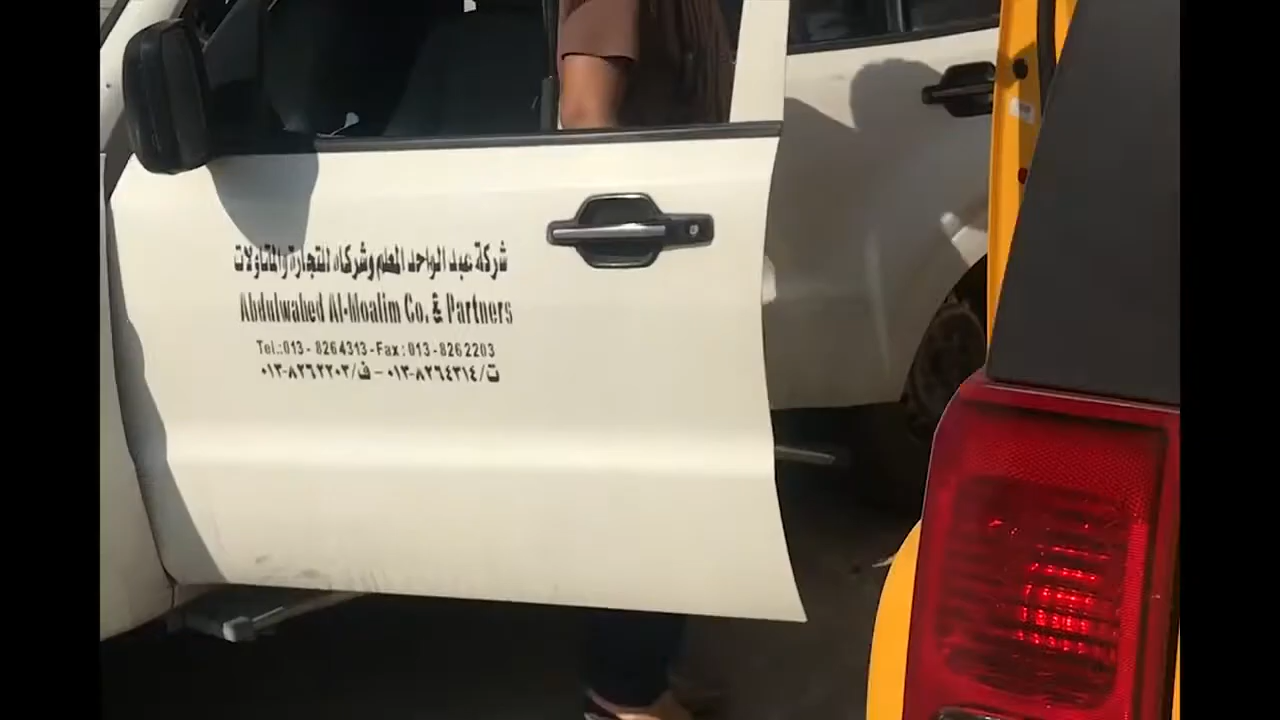 شركة عبد الواحد المعلم وشركاه للتجارة والمقاولات
Abdulwahed Al-Moalim Co. & Partners
Tel.:013- 8264313-Fax:013-8262203
ت/٨٢٦٤٣١٤-٠١٣ – ف/٨٢٦٢٢٠٣-٠١٣